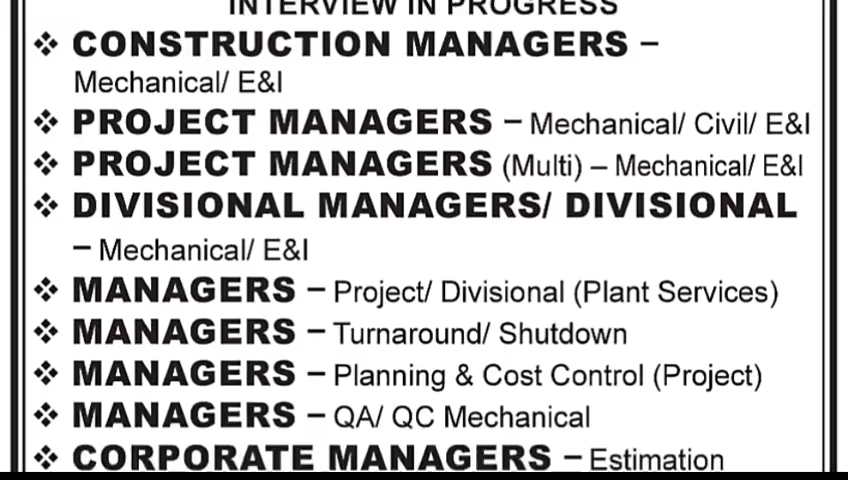 INTERVIEW IN PROGRESS
❖ CONSTRUCTION MANAGERS –
Mechanical/ E&I
❖ PROJECT MANAGERS – Mechanical/ Civil/ E&I
❖ PROJECT MANAGERS (Multi) – Mechanical/ E&I
❖ DIVISIONAL MANAGERS/ DIVISIONAL
– Mechanical/ E&I
❖ MANAGERS – Project/ Divisional (Plant Services)
❖ MANAGERS – Turnaround/ Shutdown
❖ MANAGERS – Planning & Cost Control (Project)
❖ MANAGERS – QA/ QC Mechanical
❖ CORPORATE MANAGERS – Estimation